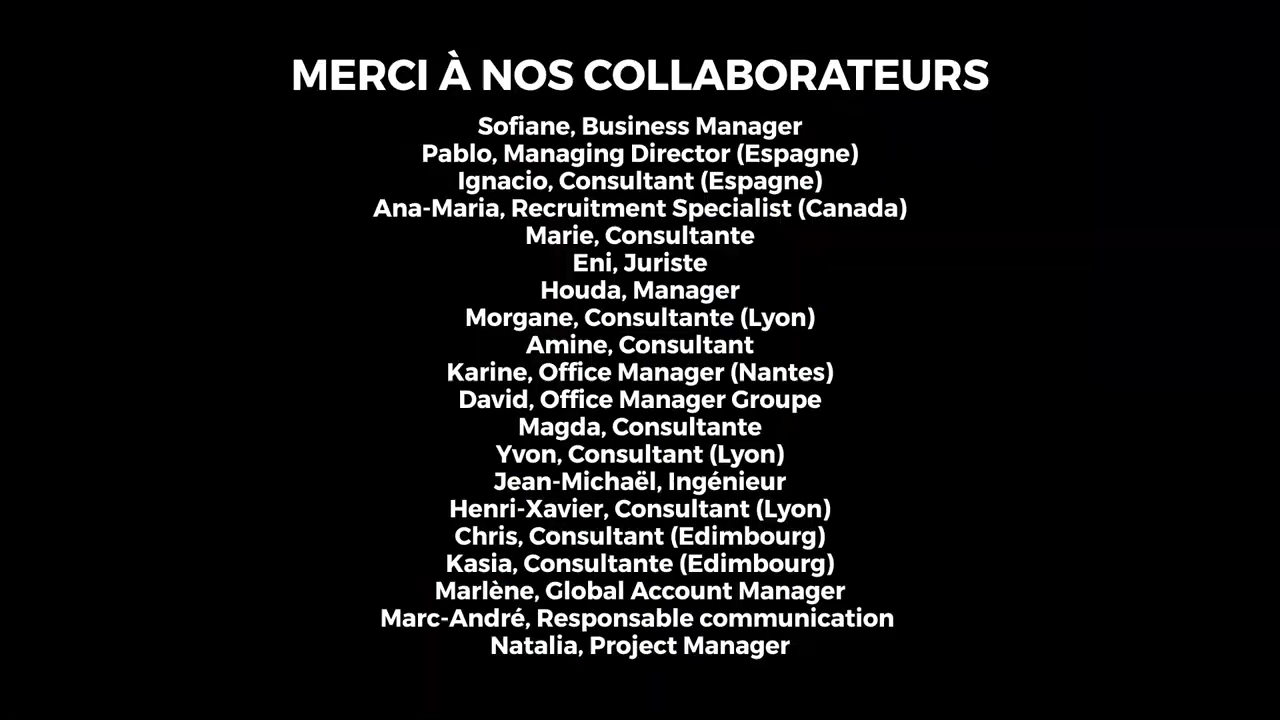 MERCI À NOS COLLABORATEURS
Sofiane, Business Manager
Pablo, Managing Director (Espagne)
Ignacio, Consultant (Espagne)
Ana-Maria, Recruitment Specialist (Canada)
Marie, Consultante
Eni, Juriste
Houda, Manager
Morgane, Consultante (Lyon)
Amine, Consultant
Karine, Office Manager (Nantes)
David, Office Manager Groupe
Magda, Consultante
Yvon, Consultant (Lyon)
Jean-Michaël, Ingénieur
Henri-Xavier, Consultant (Lyon)
Chris, Consultant (Edimbourg)
Kasia, Consultante (Edimbourg)
Marlène, Global Account Manager
Marc-André, Responsable communication
Natalia, Project Manager